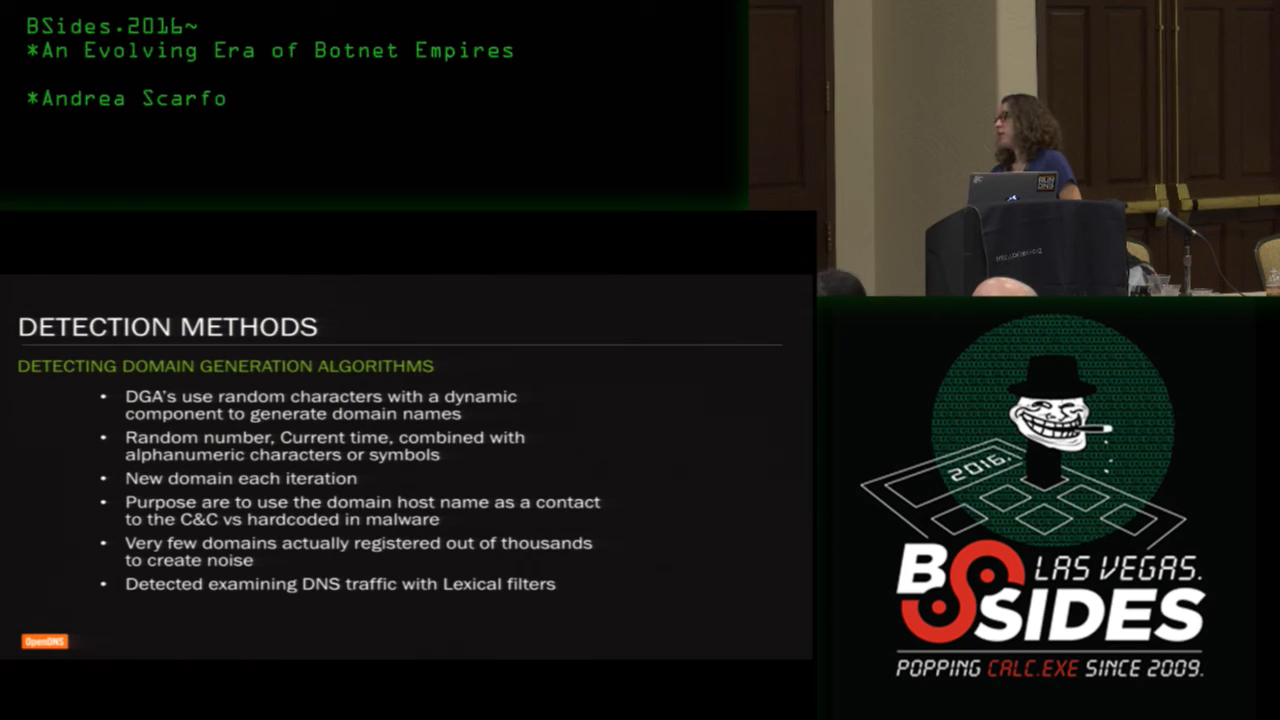 BSides.2016~
*An Evolving Era of Botnet Empires
*Andrea Scarfo
DETECTION METHODS
DETECTING DOMAIN GENERATION ALGORITHMS
• DGA's use random characters with a dynamic
component to generate domain names
• Random number, Current time, combined with
alphanumeric characters or symbols
• New domain each iteration
• Purpose are to use the domain host name as a contact
to the C&C vs hardcoded in malware
• Very few domains actually registered out of thousands
to create noise
• Detected examining DNS traffic with Lexical filters
OpenDNS
2016.
BSIDES
LAS VEGAS.
POPPING CALC.EXE SINCE 2009.